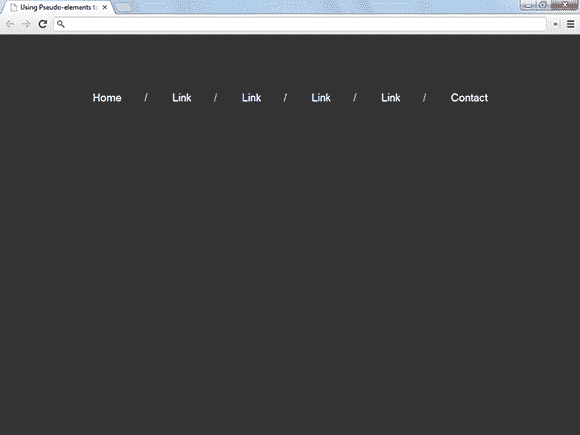 Using Pseudo-elements to
Home / Link / Link / Link / Link / Contact